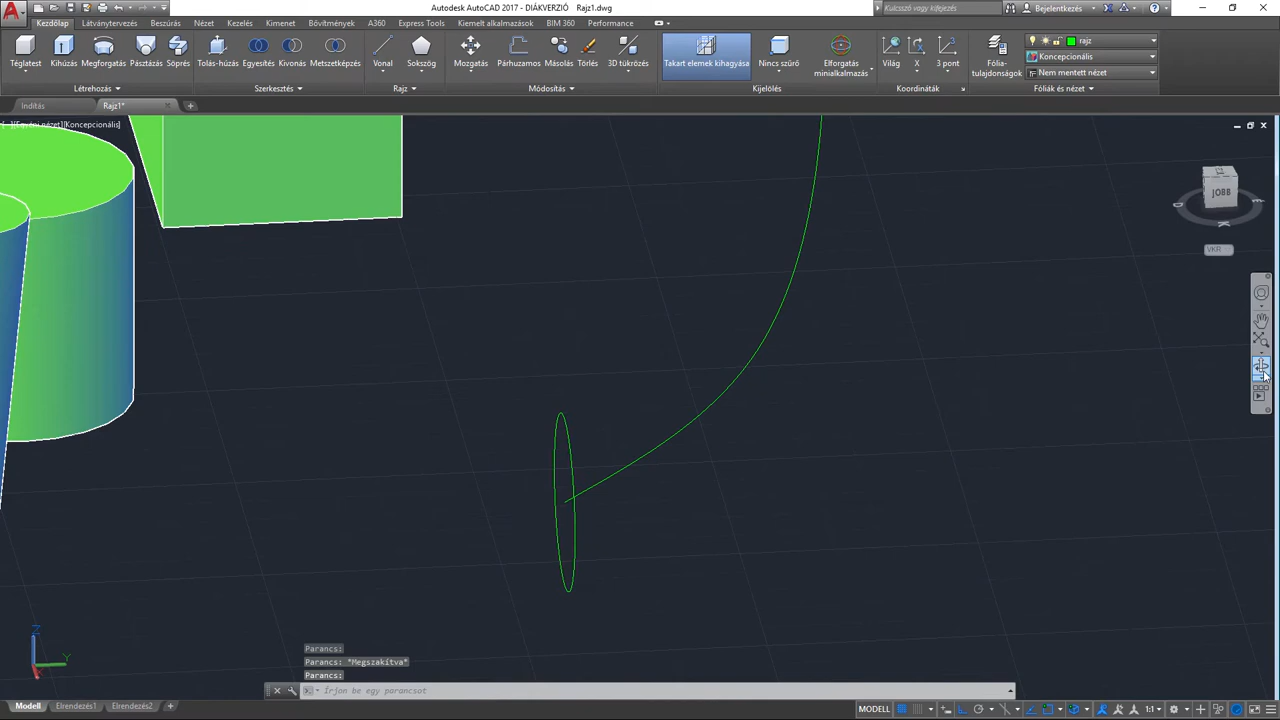 Autodesk AutoCAD 2017 - DIÁKVERZIÓ Rajz1.dwg
Kulcsszó vagy kifejezés
Bejelentkezés
Kezdőlap Látványtervezés Beszúrás Nézet Kezelés Kimenet Bővítmények A360 Express Tools Kiemelt alkalmazások BIM 360 Performance
Téglatest Kihúzás Megforgatás Pásztázás Söprés Tolás-húzás Egyesítés Kivonás Metszetképzés Vonal Sokszög Mozgatás Párhuzamos Másolás Törlés 3D tükrözés Takart elemek kihagyása Nincs szűrő Elforgatás minialkalmazás Világ X 3 pont Fólia-tulajdonságok
rajz
Koncepcionális
Nem mentett nézet
Létrehozás Szerkesztés Rajz Módosítás Kijelölés Koordináták Fóliák és nézet
Indítás Rajz1*
[–][Egyéni nézet][Koncepcionális]
JOBB
VKR
Z
Y
Parancs:
Parancs: *Megszakítva*
Parancs:
Írjon be egy parancsot
Modell Elrendezés1 Elrendezés2
MODELL
1:1